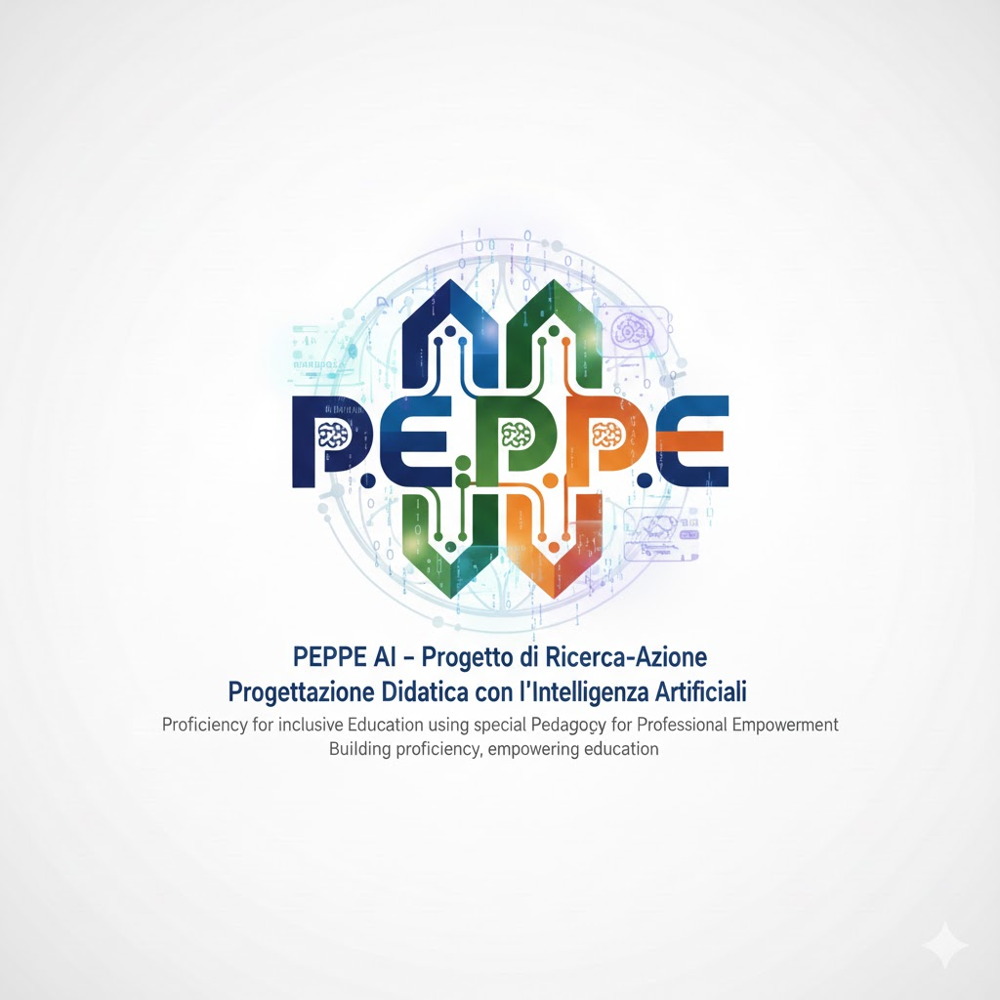 P.E.P.P.E
PEPPE AI – Progetto di Ricerca-Azione
Progettazione Didatica con l'Intelligenza Artificiali
Proficiency for inclusive Education using special Pedagogy for Professional Empowerment
Building proficiency, empowering education